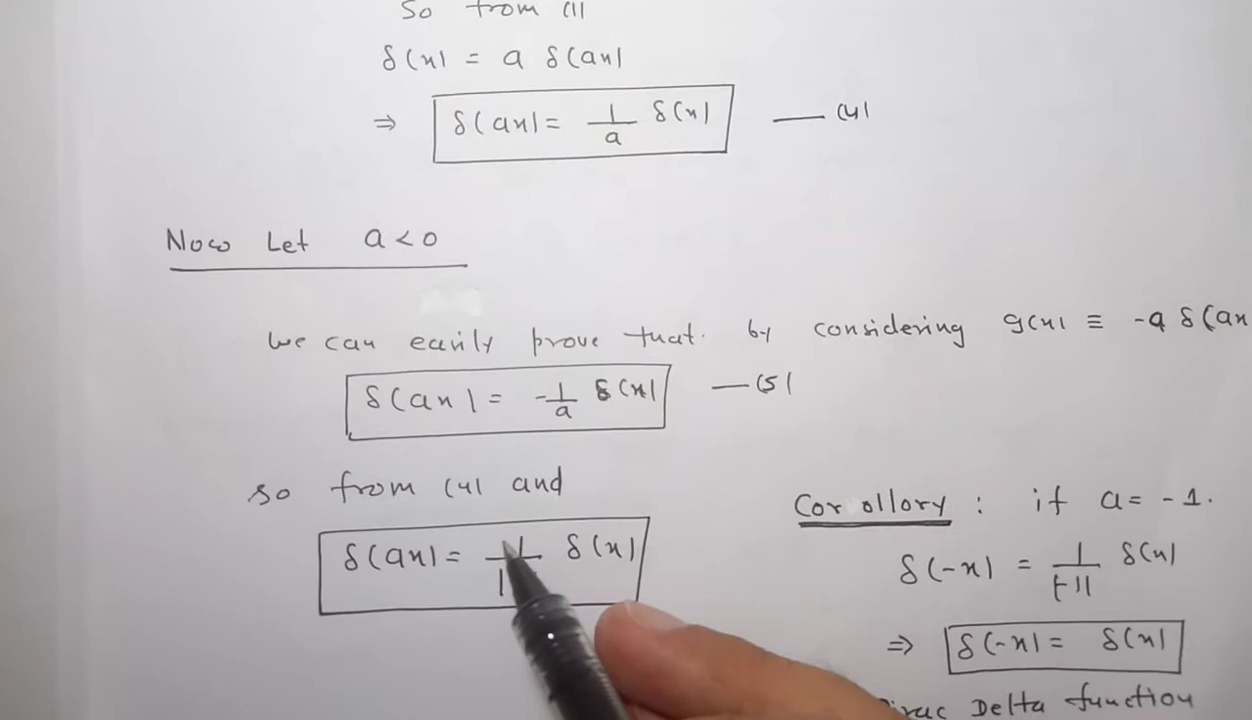 So from (1)
δ(x) = a δ(ax)
⇒ δ(ax) = 1/a δ(x) — (4)
Now Let a < 0
We can easily prove that. by considering g(x) ≡ -a δ(ax
δ(ax) = -1/a δ(x) — (5)
so from (4) and
δ(ax) = 1/| δ(x)
Corollory : if a = -1.
δ(-x) = 1/|-1| δ(x)
⇒ δ(-x) = δ(x)
Delta function